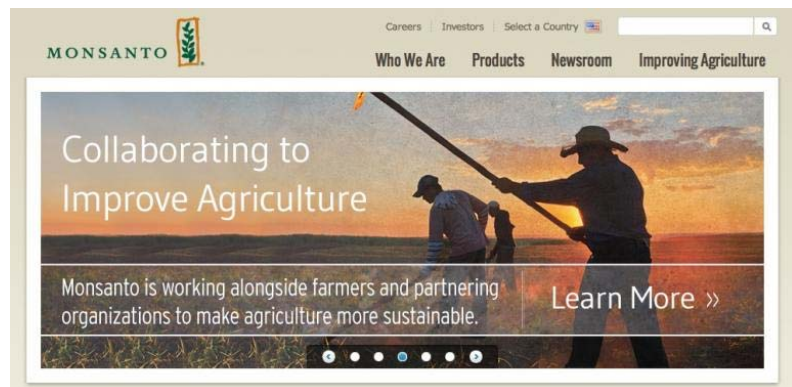 Careers Investors Select a Country
MONSANTO
Who We Are Products Newsroom Improving Agriculture
Collaborating to
Improve Agriculture
Monsanto is working alongside farmers and partnering
organizations to make agriculture more sustainable.
Learn More »